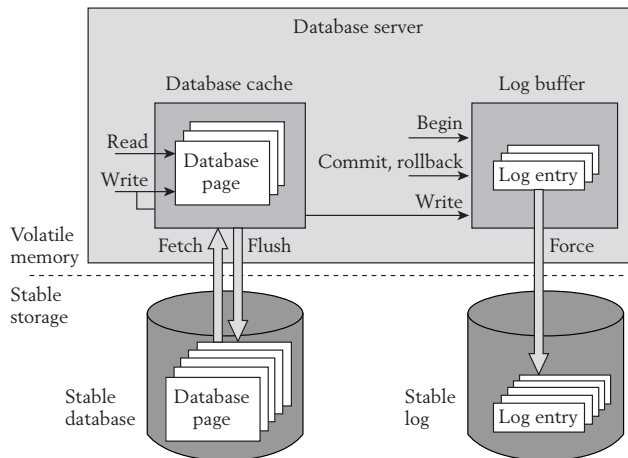 Database server
Database cache
Log buffer
Read
Write
Database
page
Begin
Commit, rollback
Write
Log entry
Volatile
memory
Fetch
Flush
Force
Stable
storage
Stable
database
Database
page
Stable
log
Log entry